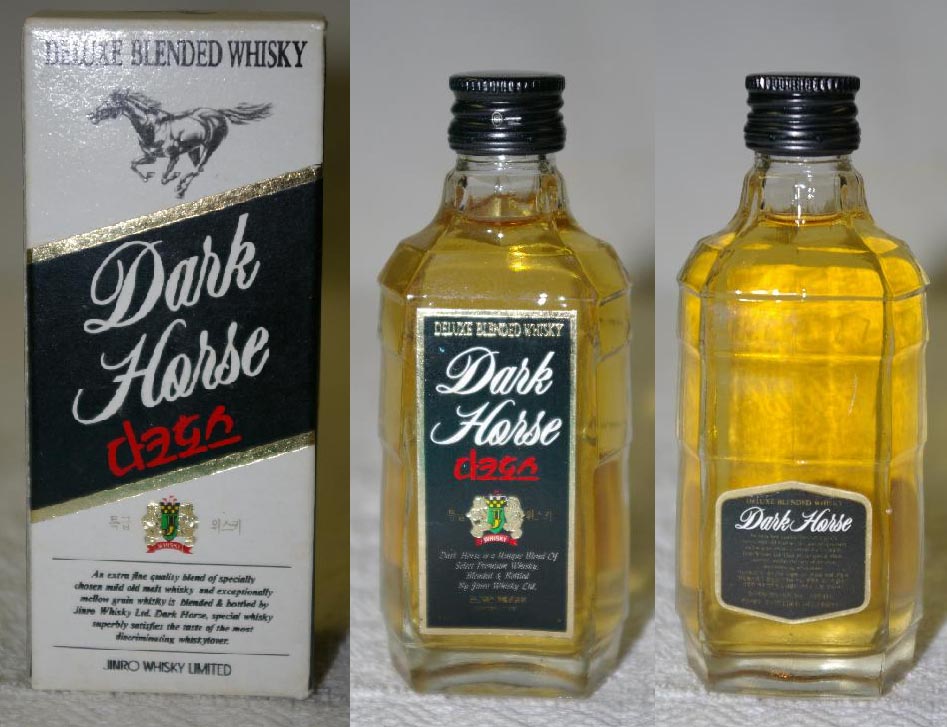 DELUXE BLENDED WHISKY
Dark
Horse
다크호스
특급 위스키
WHISKY
An extra fine quality blend of specially
chosen mild old malt whisky and exceptionally
mellow grain whisky is blended & bottled by
Jinro Whisky Ltd. Dark Horse, special whisky
superbly satisfies the taste of the most
discriminating whiskylover.
JINRO WHISKY LIMITED
DELUXE BLENDED WHISKY
Dark
Horse
다크호스
특급 위스키
WHISKY
Dark Horse is a Unique Blend Of
Select Premium Whisky.
Blended & Bottled
By Jinro Whisky Ltd.
DELUXE BLENDED WHISKY
Dark Horse